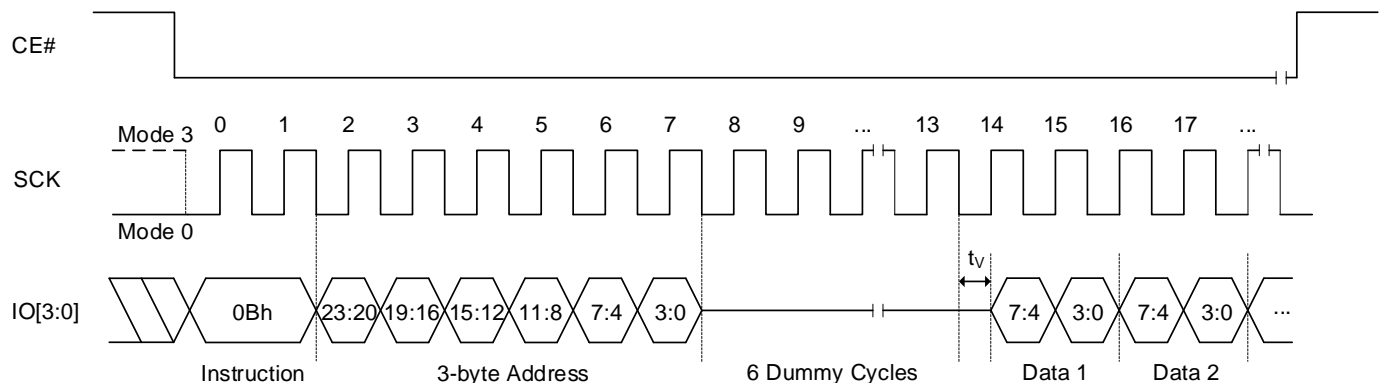 CE#
Mode 3 0 1 2 3 4 5 6 7 8 9 ... 13 14 15 16 17 ...
SCK
Mode 0
tV
IO[3:0] 0Bh 23:20 19:16 15:12 11:8 7:4 3:0 7:4 3:0 7:4 3:0 ...
Instruction 3-byte Address 6 Dummy Cycles Data 1 Data 2